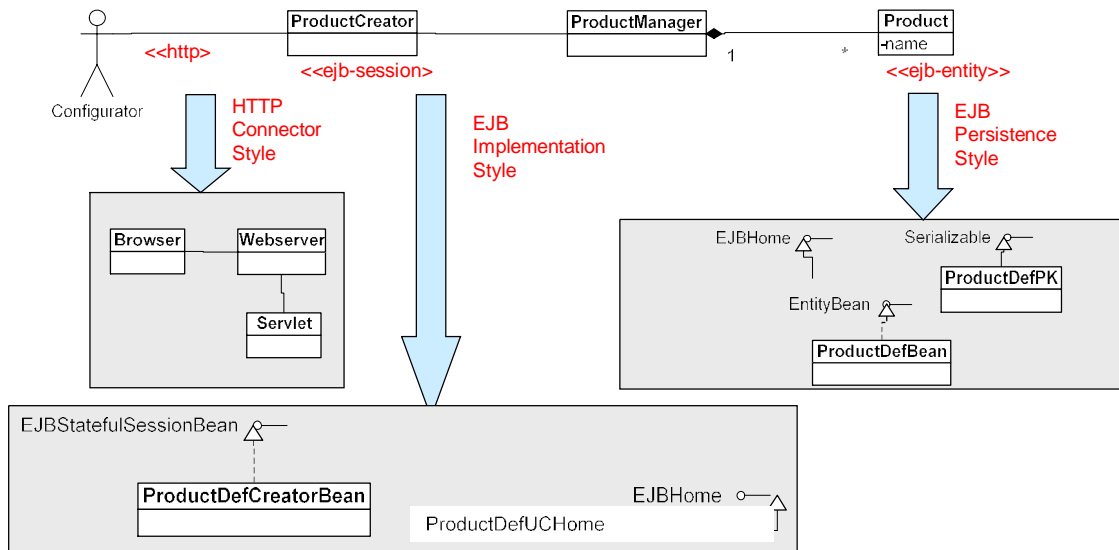 ProductCreator
ProductManager
Product
-name
1
*
<<http>
<<ejb-session>
<<ejb-entity>>
Configurator
HTTP
Connector
Style
EJB
Implementation
Style
EJB
Persistence
Style
Browser
Webserver
Servlet
EJBHome
Serializable
ProductDefPK
EntityBean
ProductDefBean
EJBStatefulSessionBean
ProductDefCreatorBean
EJBHome
ProductDefUCHome